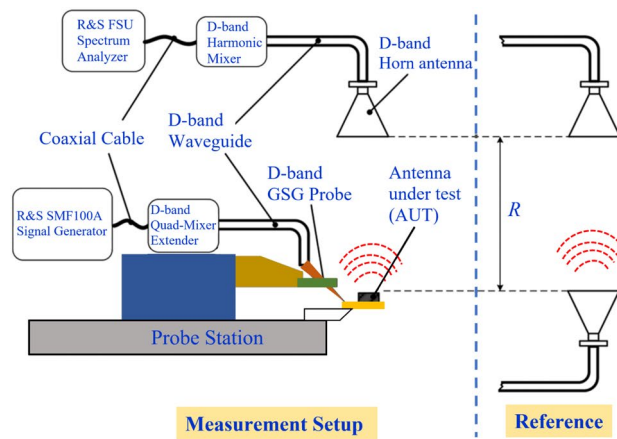 R&S FSU
Spectrum
Analyzer
D-band
Harmonic
Mixer
D-band
Horn antenna
Coaxial Cable
D-band
Waveguide
D-band
GSG Probe
Antenna
under test
(AUT)
R
R&S SMF100A
Signal Generator
D-band
Quad-Mixer
Extender
Probe Station
Measurement Setup
Reference